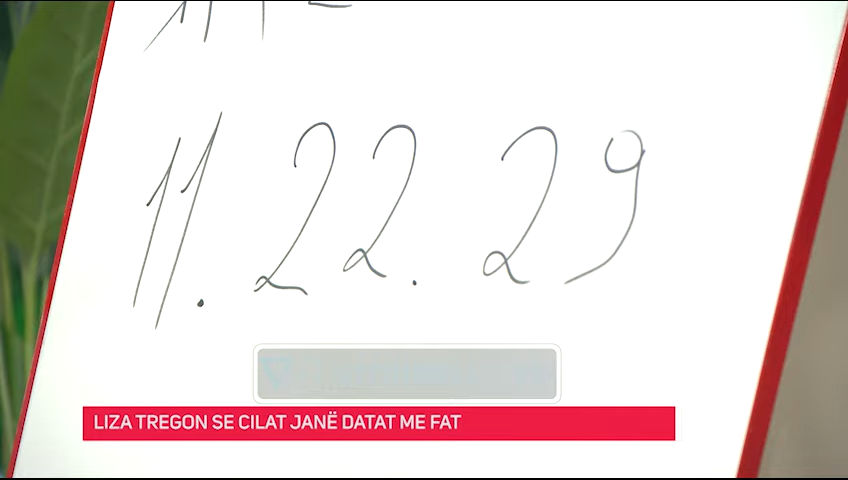 11. 22. 29
LIZA TREGON SE CILAT JANË DATAT ME FAT